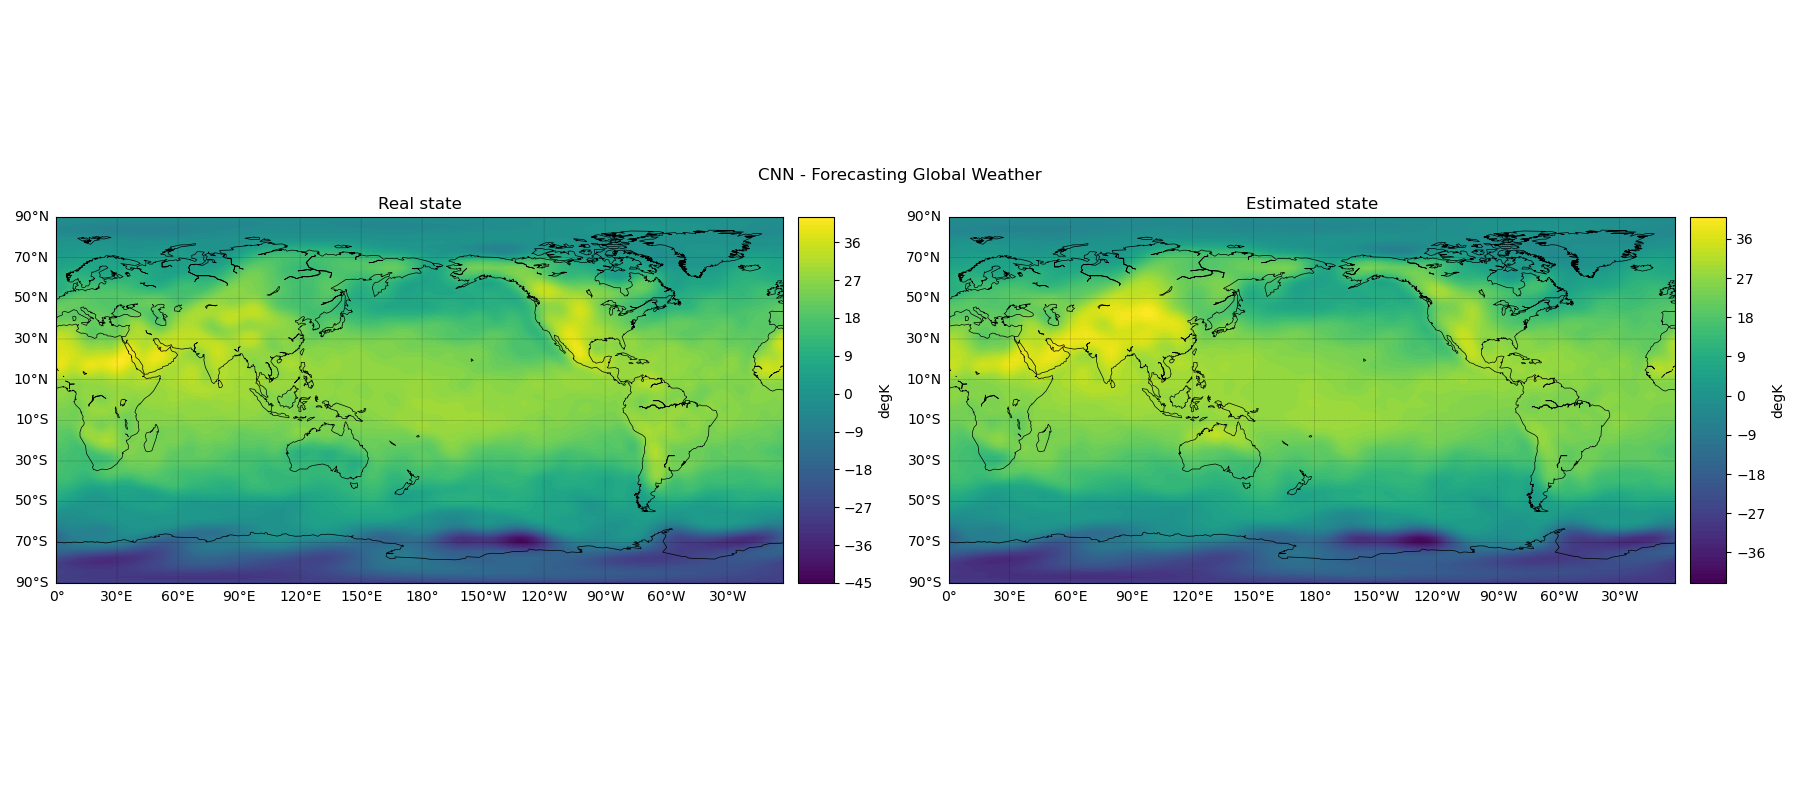 CNN - Forecasting Global Weather
Real state
90°N
70°N
50°N
30°N
10°N
10°S
30°S
50°S
70°S
90°S
0°
30°E
60°E
90°E
120°E
150°E
180°
150°W
120°W
90°W
60°W
30°W
36
27
18
9
0
−9
−18
−27
−36
−45
degK
Estimated state
90°N
70°N
50°N
30°N
10°N
10°S
30°S
50°S
70°S
90°S
0°
30°E
60°E
90°E
120°E
150°E
180°
150°W
120°W
90°W
60°W
30°W
36
27
18
9
0
−9
−18
−27
−36
degK